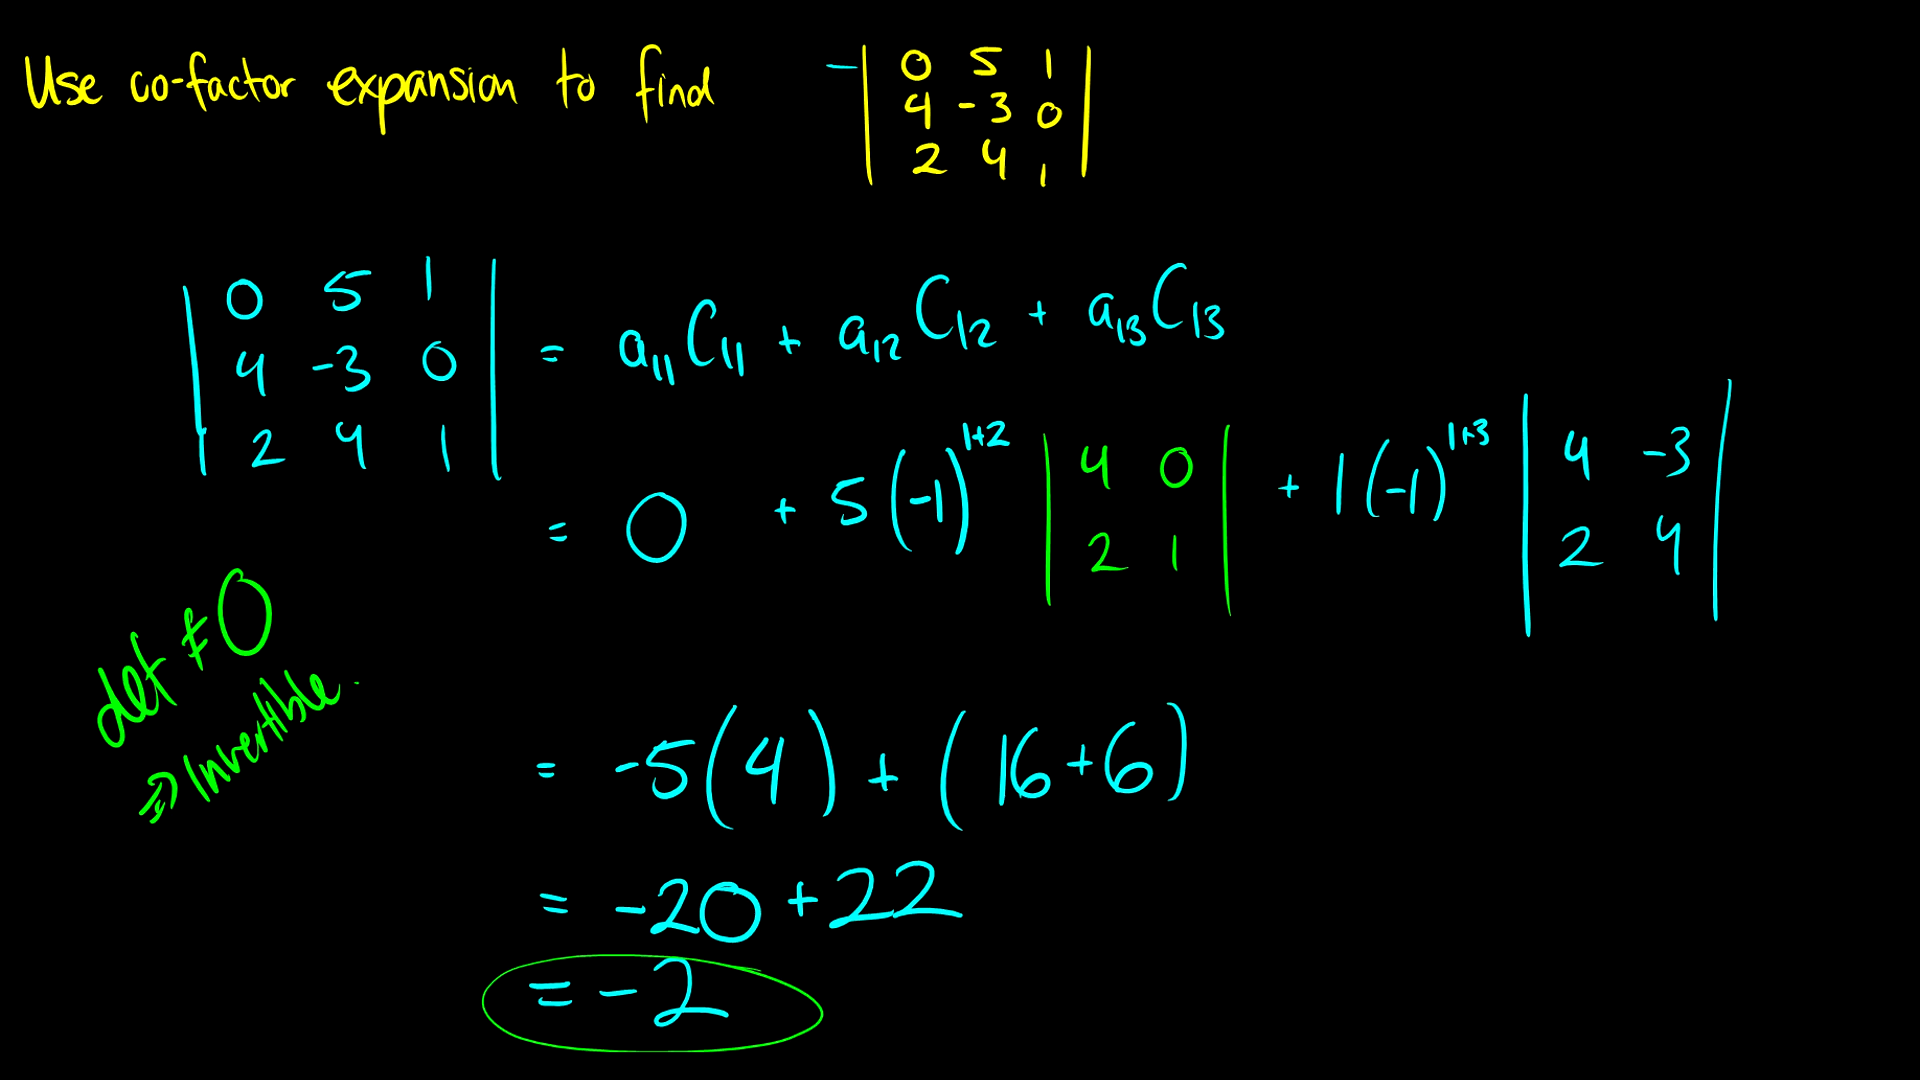 Use co-factor expansion to find
-| 0 5 1 |
| 4 -3 0 |
| 2 4 1 |
| 0 5 1 |
| 4 -3 0 | = a₁₁C₁₁ + a₁₂C₁₂ + a₁₃C₁₃
| 2 4 1 |
= 0 + 5(-1)^{1+2} | 4 0 | + 1(-1)^{1+3} | 4 -3 |
| 2 1 | | 2 4 |
det ≠ 0
⇒ Invertible.
= -5(4) + (16+6)
= -20 + 22
= -2